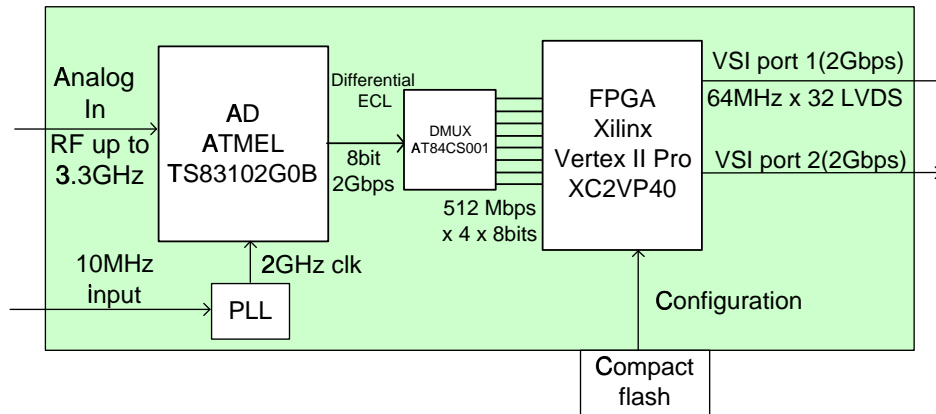 Analog
In
RF up to
3.3GHz
AD
ATMEL
TS83102G0B
Differential
ECL
8bit
2Gbps
DMUX
AT84CS001
512 Mbps
x 4 x 8bits
FPGA
Xilinx
Vertex II Pro
XC2VP40
VSI port 1(2Gbps)
64MHz x 32 LVDS
VSI port 2(2Gbps)
10MHz
input
2GHz clk
PLL
Configuration
Compact
flash